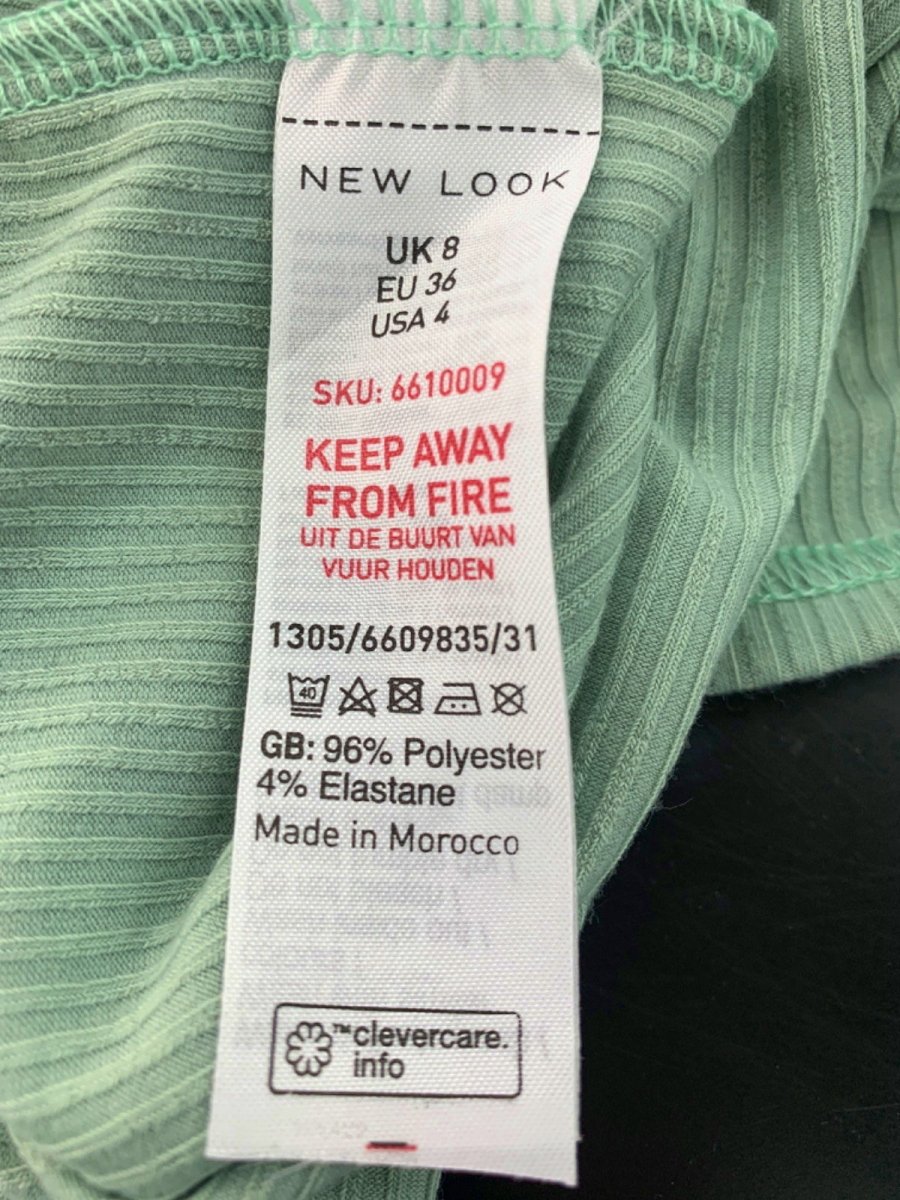 NEW LOOK
UK 8
EU 36
USA 4
SKU: 6610009
KEEP AWAY
FROM FIRE
UIT DE BUURT VAN
VUUR HOUDEN
1305/6609835/31
40
GB: 96% Polyester
4% Elastane
Made in Morocco
™clevercare.
info